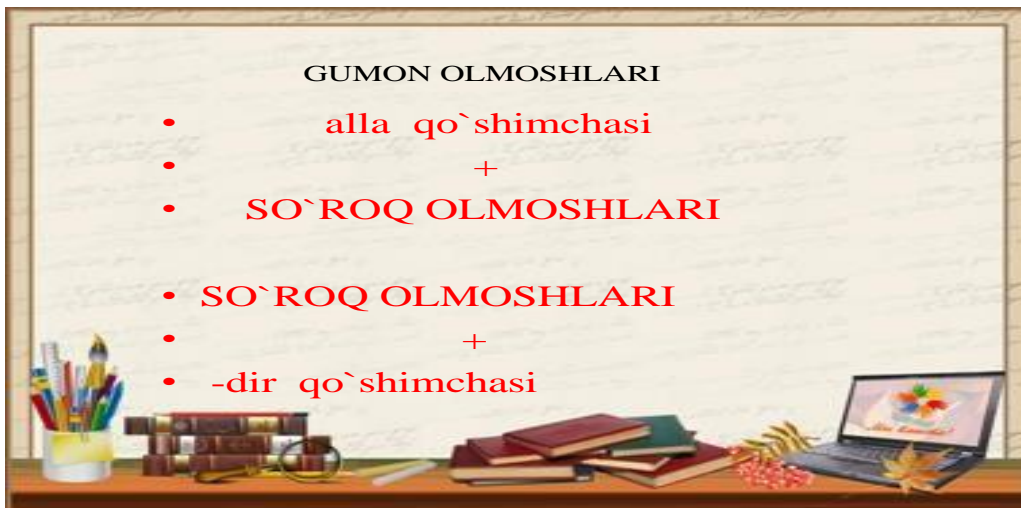 GUMON OLMOSHLARI
• alla qo`shimchasi
• +
• SO`ROQ OLMOSHLARI
• SO`ROQ OLMOSHLARI
• +
• -dir qo`shimchasi